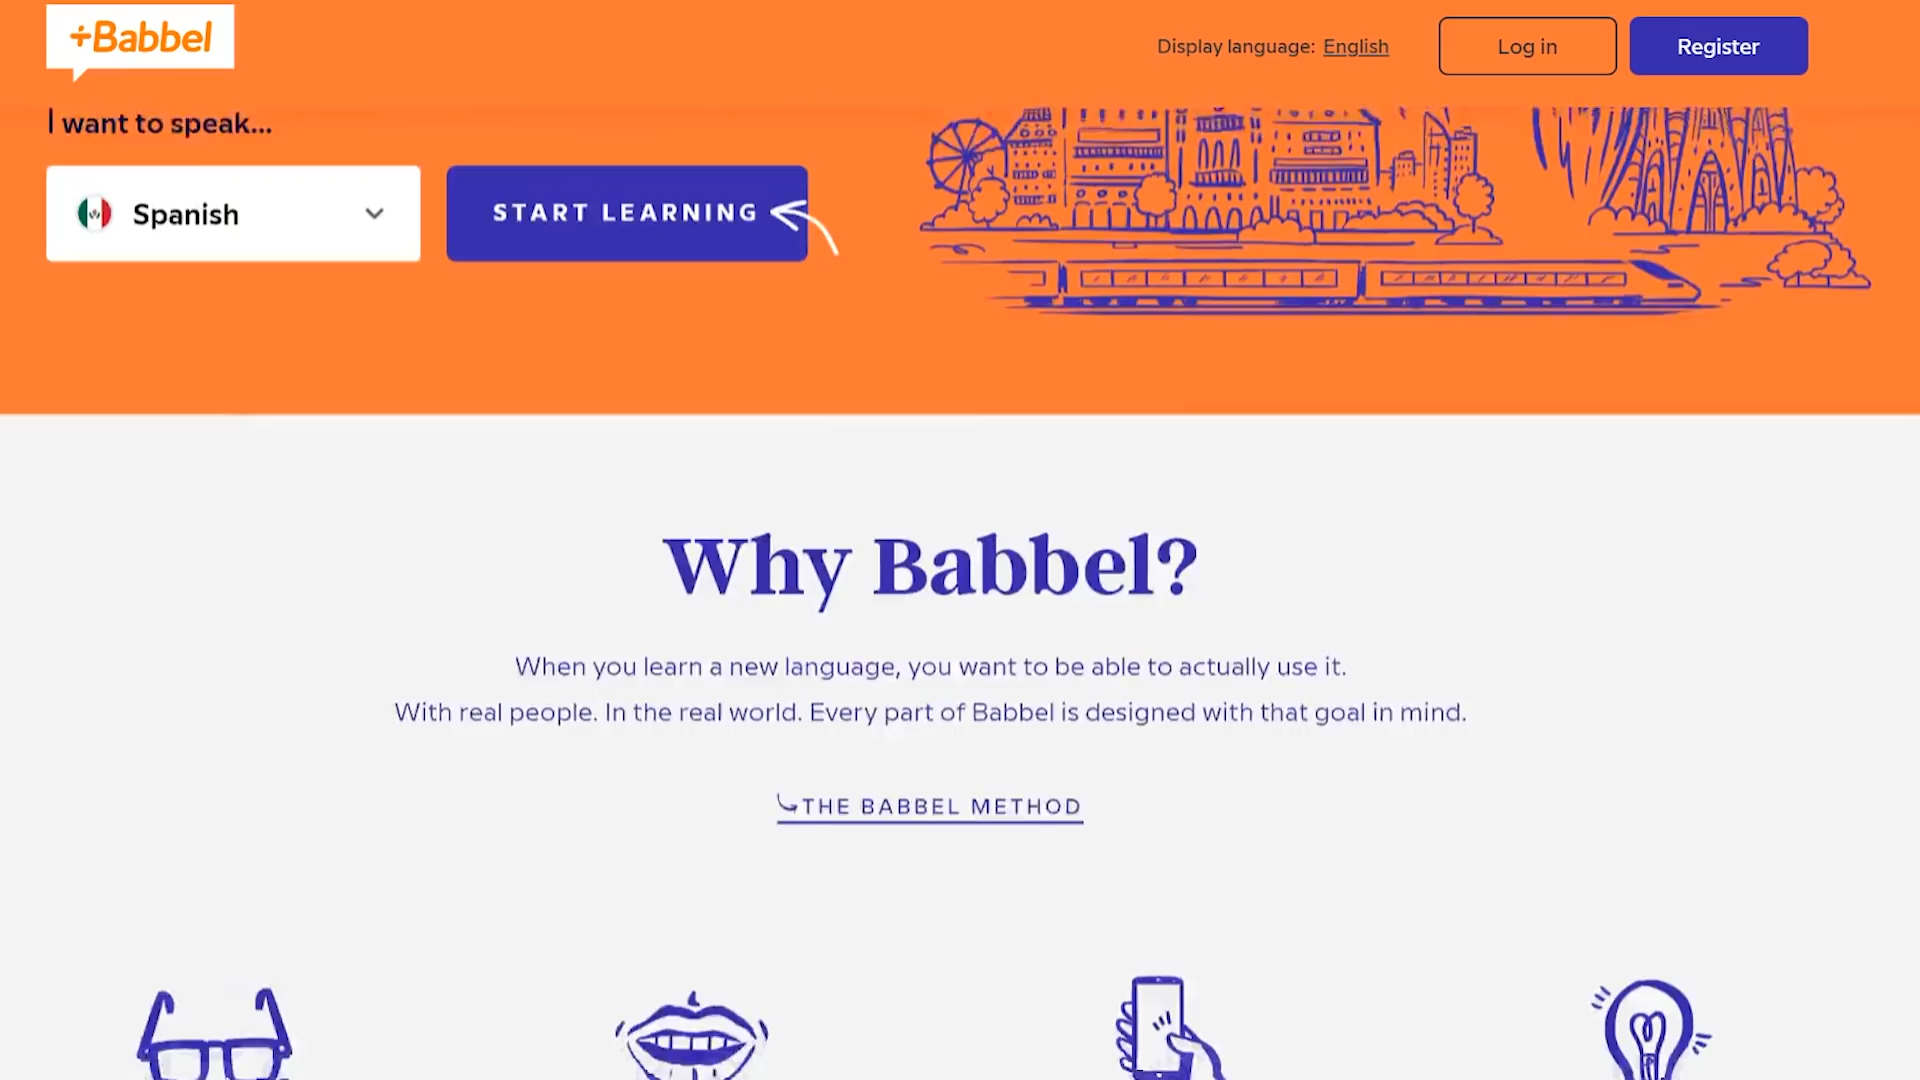 +Babbel
Display language: English
Log in
Register
I want to speak...
Spanish
START LEARNING
Why Babbel?
When you learn a new language, you want to be able to actually use it.
With real people. In the real world. Every part of Babbel is designed with that goal in mind.
THE BABBEL METHOD